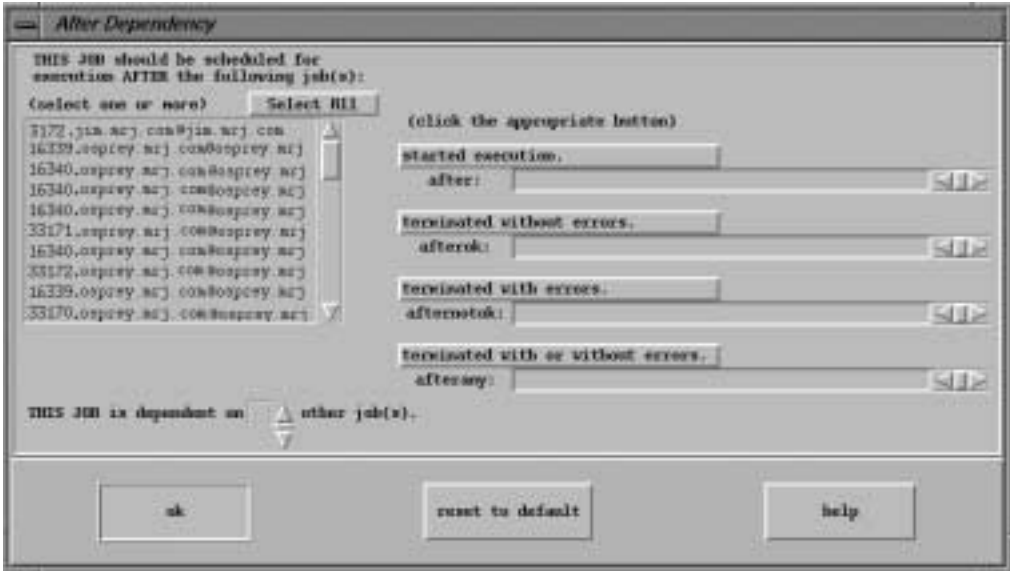 After Dependency
THIS JOB should be scheduled for
execution AFTER the following job(s):
(select one or more)
Select All
3172.jim.mrj.com@jim.mrj.com
16339.osprey.mrj.com@osprey.mrj
16340.osprey.mrj.com@osprey.mrj
16340.osprey.mrj.com@osprey.mrj
16340.osprey.mrj.com@osprey.mrj
33171.osprey.mrj.com@osprey.mrj
16340.osprey.mrj.com@osprey.mrj
33172.osprey.mrj.com@osprey.mrj
16339.osprey.mrj.com@osprey.mrj
33170.osprey.mrj.com@osprey.mrj
(click the appropriate button)
started execution.
after:
terminated without errors.
afterok:
terminated with errors.
afternotok:
terminated with or without errors.
afterany:
THIS JOB is dependent on other job(s).
ok
reset to default
help